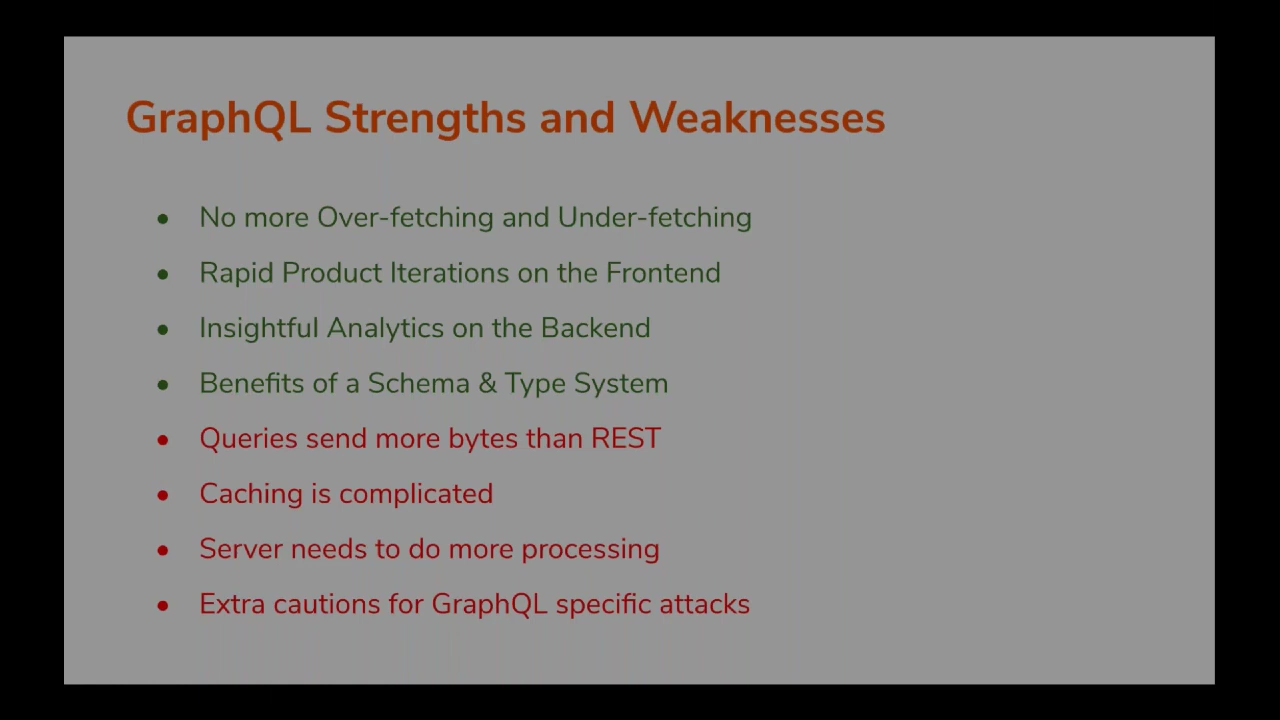 GraphQL Strengths and Weaknesses
• No more Over-fetching and Under-fetching
• Rapid Product Iterations on the Frontend
• Insightful Analytics on the Backend
• Benefits of a Schema & Type System
• Queries send more bytes than REST
• Caching is complicated
• Server needs to do more processing
• Extra cautions for GraphQL specific attacks